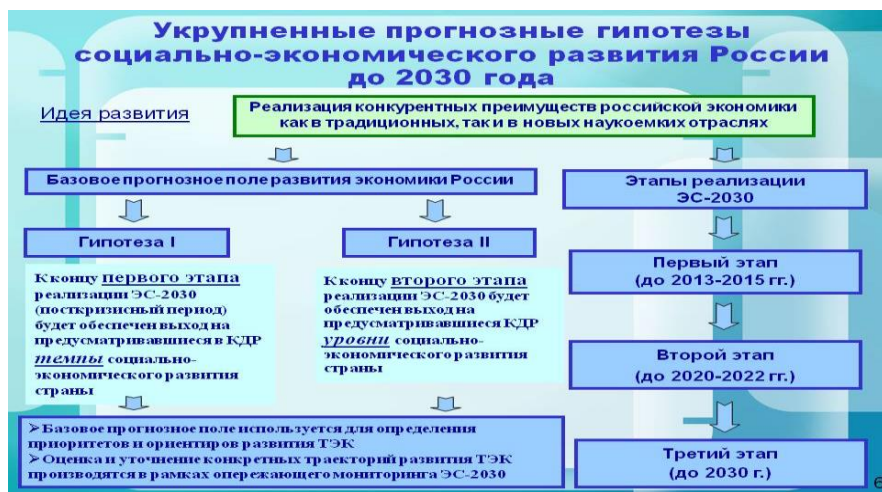 Укрупненные прогнозные гипотезы
социально-экономического развития России
до 2030 года
Идея развития
Реализация конкурентных преимуществ российской экономики
как в традиционных, так и в новых наукоемких отраслях
Базовое прогнозное поле развития экономики России
Этапы реализации
ЭС-2030
Гипотеза I
Гипотеза II
К концу первого этапа
реализации ЭС-2030
(посткризисный период)
будет обеспечен выход на
предусматривавшиеся в КДР
темпы социально-
экономического развития
страны
К концу второго этапа
реализации ЭС-2030 будет
обеспечен выход на
предусматривавшиеся КДР
уровни социально-
экономического развития
страны
Первый этап
(до 2013-2015 гг.)
Второй этап
(до 2020-2022 гг.)
Третий этап
(до 2030 г.)
➢Базовое прогнозное поле используется для определения
приоритетов и ориентиров развития ТЭК
➢Оценка и уточнение конкретных траекторий развития ТЭК
производятся в рамках опережающего мониторинга ЭС-2030
6